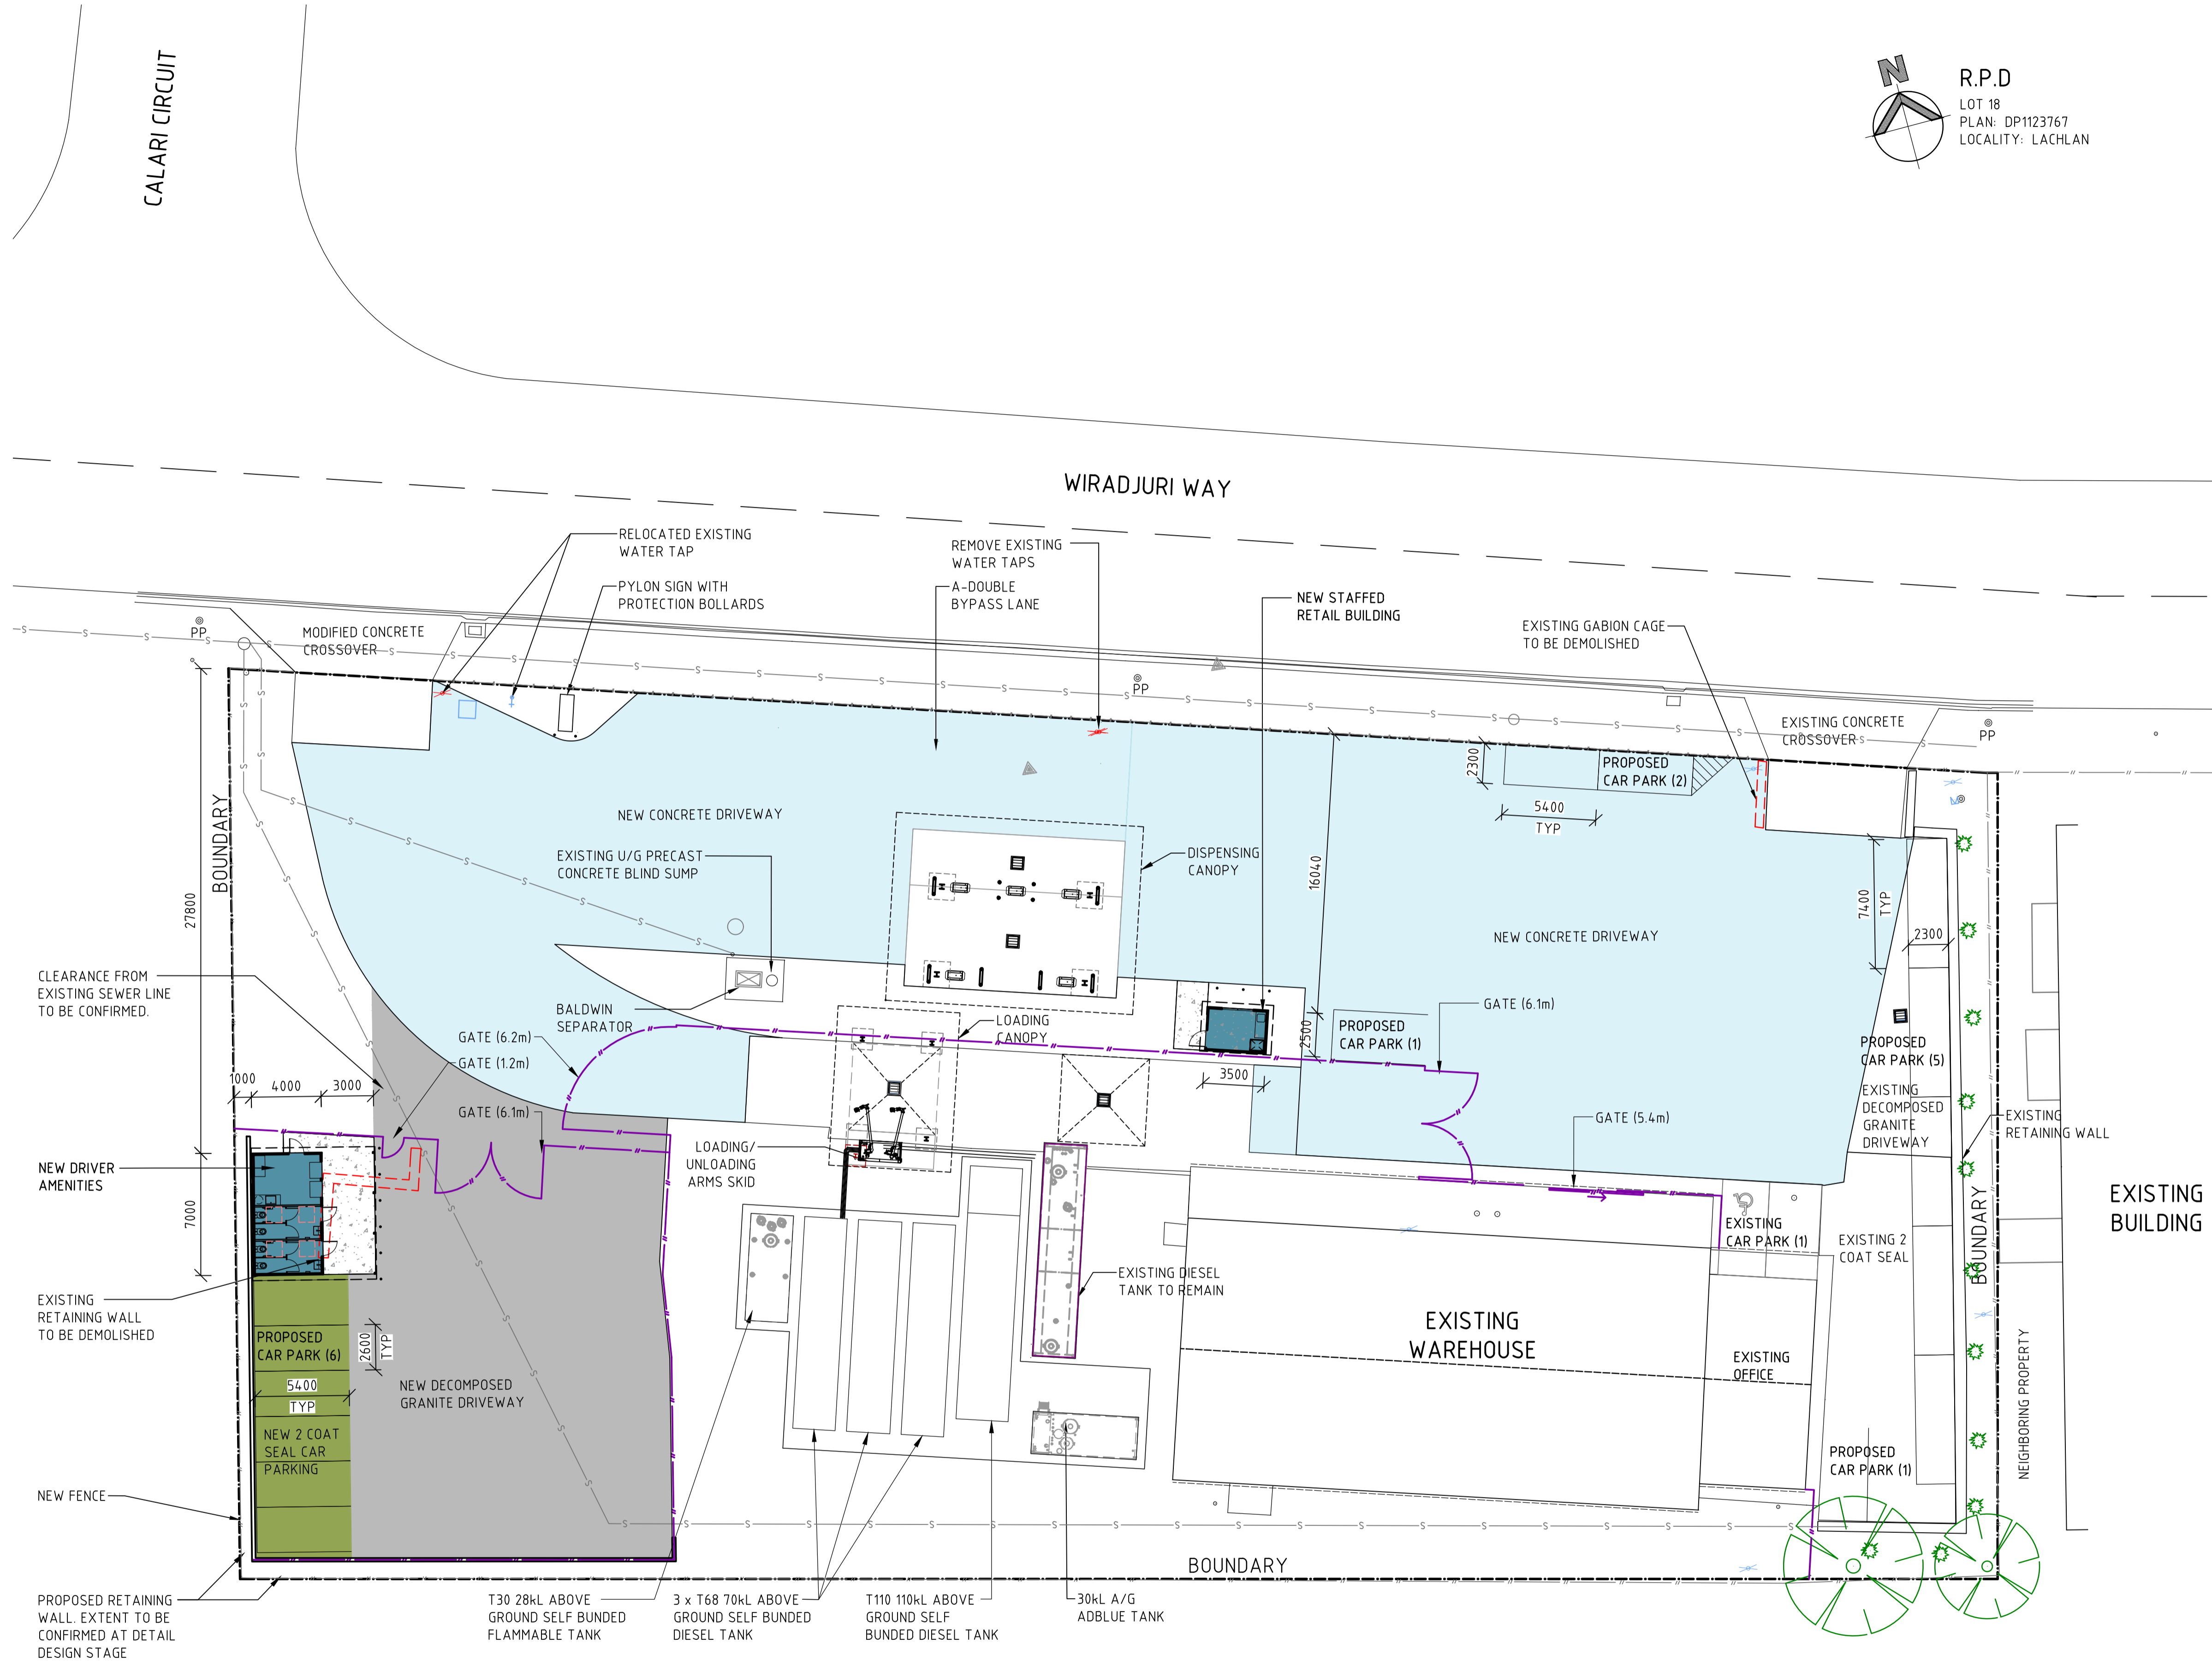 CALARI CIRCUIT
N
R.P.D
LOT 18
PLAN: DP1123767
LOCALITY: LACHLAN
WIRADJURI WAY
RELOCATED EXISTING
WATER TAP
PYLON SIGN WITH
PROTECTION BOLLARDS
REMOVE EXISTING
WATER TAPS
A-DOUBLE
BYPASS LANE
NEW STAFFED
RETAIL BUILDING
EXISTING GABION CAGE
TO BE DEMOLISHED
PP
MODIFIED CONCRETE
CROSSOVER
PP
EXISTING CONCRETE
CROSSOVER
PP
BOUNDARY
27800
NEW CONCRETE DRIVEWAY
EXISTING U/G PRECAST
CONCRETE BLIND SUMP
DISPENSING
CANOPY
16040
2300
PROPOSED
CAR PARK (2)
5400
TYP
NEW CONCRETE DRIVEWAY
7400
TYP
2300
CLEARANCE FROM
EXISTING SEWER LINE
TO BE CONFIRMED.
BALDWIN
SEPARATOR
GATE (6.2m)
GATE (1.2m)
GATE (6.1m)
LOADING
CANOPY
2500
3500
PROPOSED
CAR PARK (1)
GATE (6.1m)
GATE (5.4m)
PROPOSED
CAR PARK (5)
EXISTING
DECOMPOSED
GRANITE
DRIVEWAY
EXISTING
RETAINING WALL
1000
4000
3000
NEW DRIVER
AMENITIES
7000
LOADING/
UNLOADING
ARMS SKID
EXISTING
CAR PARK (1)
EXISTING 2
COAT SEAL
BOUNDARY
EXISTING
BUILDING
EXISTING
RETAINING WALL
TO BE DEMOLISHED
PROPOSED
CAR PARK (6)
2600
TYP
5400
TYP
NEW DECOMPOSED
GRANITE DRIVEWAY
EXISTING DIESEL
TANK TO REMAIN
EXISTING
WAREHOUSE
EXISTING
OFFICE
NEIGHBORING PROPERTY
NEW 2 COAT
SEAL CAR
PARKING
PROPOSED
CAR PARK (1)
NEW FENCE
BOUNDARY
PROPOSED RETAINING
WALL. EXTENT TO BE
CONFIRMED AT DETAIL
DESIGN STAGE
T30 28kL ABOVE
GROUND SELF BUNDED
FLAMMABLE TANK
3 x T68 70kL ABOVE
GROUND SELF BUNDED
DIESEL TANK
T110 110kL ABOVE
GROUND SELF
BUNDED DIESEL TANK
30kL A/G
ADBLUE TANK